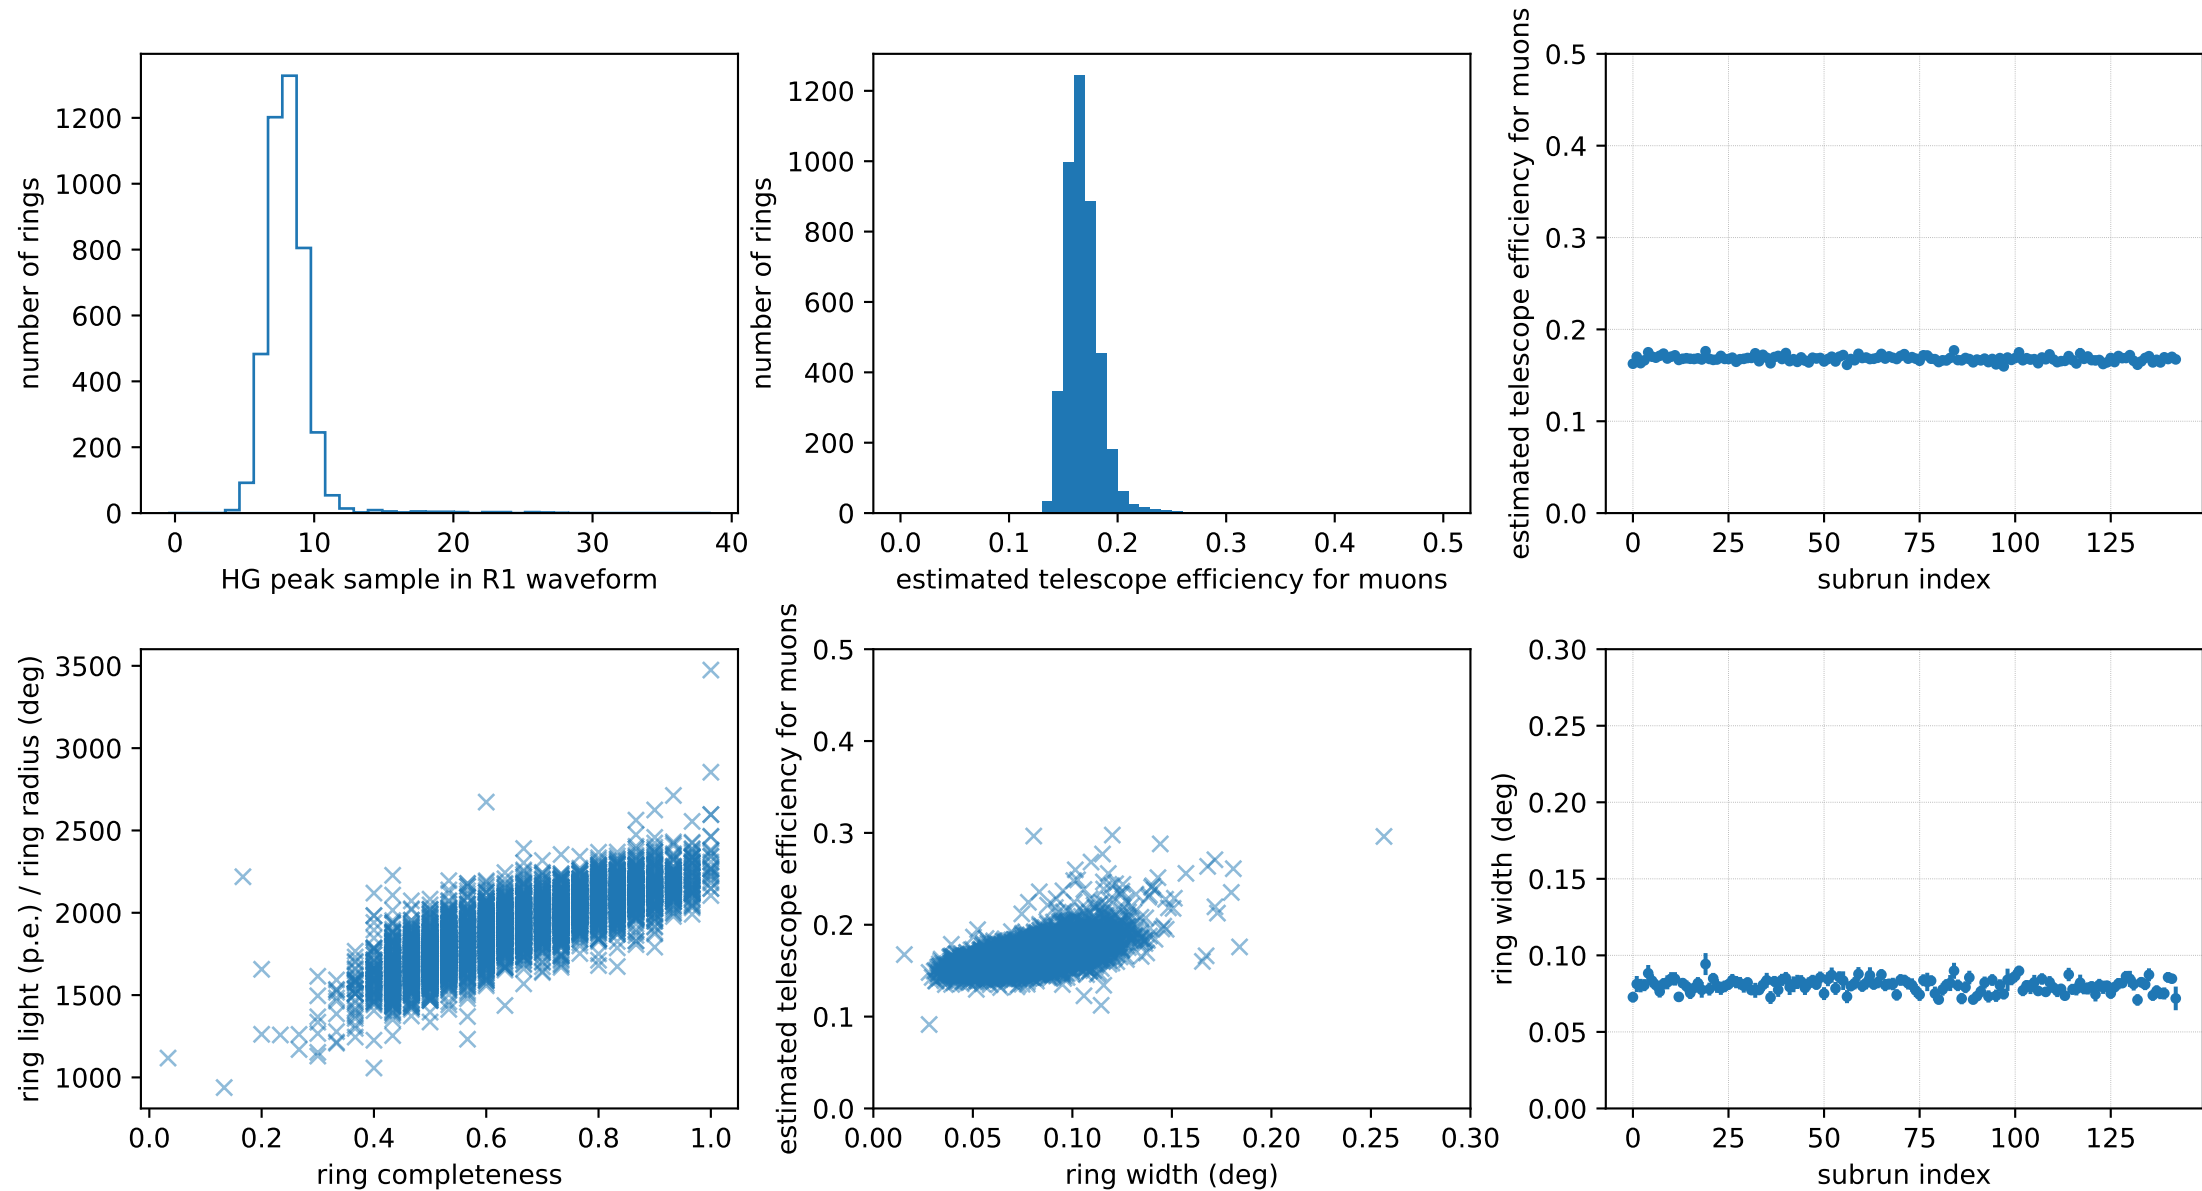 number of rings
1200
1000
800
600
400
200
0
0 10 20 30 40
HG peak sample in R1 waveform
number of rings
1200
1000
800
600
400
200
0
0.0 0.1 0.2 0.3 0.4 0.5
estimated telescope efficiency for muons
estimated telescope efficiency for muons
0.5
0.4
0.3
0.2
0.1
0.0
0 25 50 75 100 125
subrun index
ring light (p.e.) / ring radius (deg)
3500
3000
2500
2000
1500
1000
0.0 0.2 0.4 0.6 0.8 1.0
ring completeness
estimated telescope efficiency for muons
0.5
0.4
0.3
0.2
0.1
0.0
0.00 0.05 0.10 0.15 0.20 0.25 0.30
ring width (deg)
ring width (deg)
0.30
0.25
0.20
0.15
0.10
0.05
0.00
0 25 50 75 100 125
subrun index